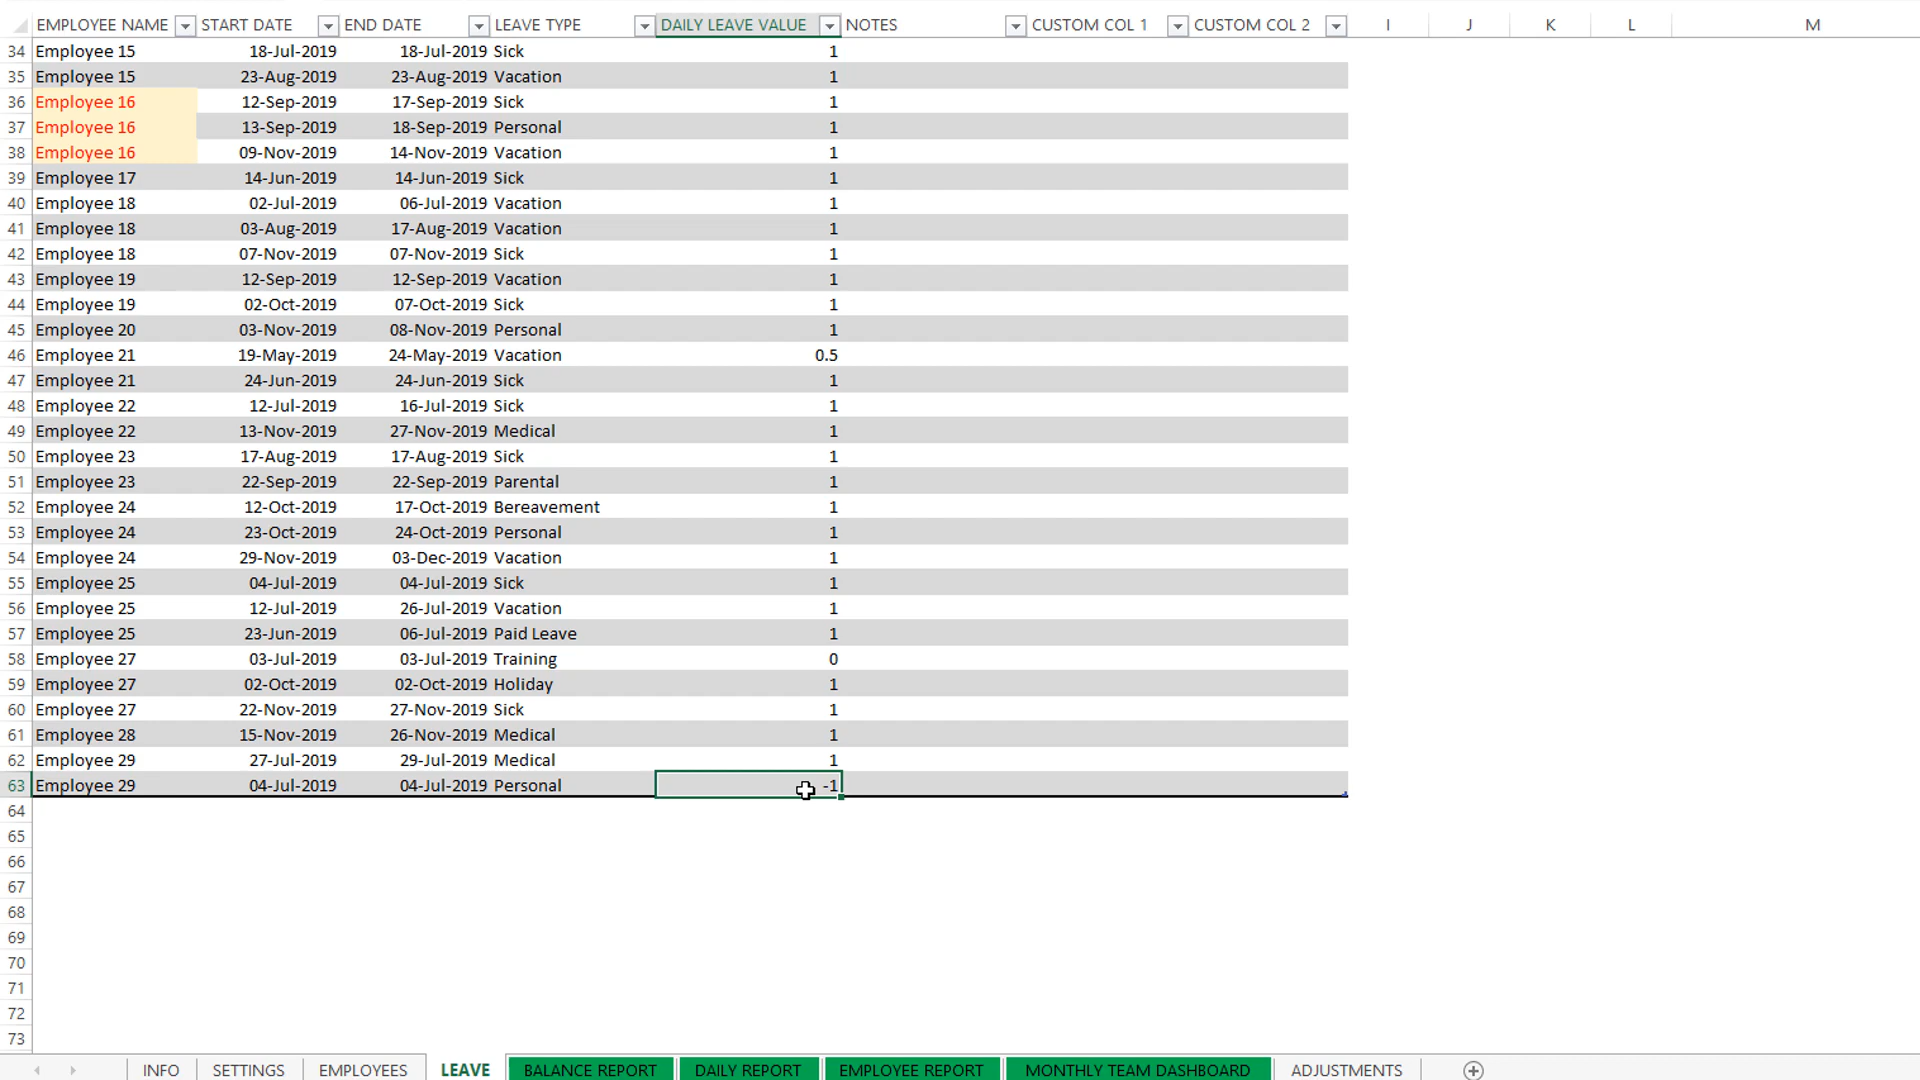 EMPLOYEE NAME START DATE END DATE LEAVE TYPE DAILY LEAVE VALUE NOTES CUSTOM COL 1 CUSTOM COL 2 I J K L M
34 Employee 15 18-Jul-2019 18-Jul-2019 Sick 1
35 Employee 15 23-Aug-2019 23-Aug-2019 Vacation 1
36 Employee 16 12-Sep-2019 17-Sep-2019 Sick 1
37 Employee 16 13-Sep-2019 18-Sep-2019 Personal 1
38 Employee 16 09-Nov-2019 14-Nov-2019 Vacation 1
39 Employee 17 14-Jun-2019 14-Jun-2019 Sick 1
40 Employee 18 02-Jul-2019 06-Jul-2019 Vacation 1
41 Employee 18 03-Aug-2019 17-Aug-2019 Vacation 1
42 Employee 18 07-Nov-2019 07-Nov-2019 Sick 1
43 Employee 19 12-Sep-2019 12-Sep-2019 Vacation 1
44 Employee 19 02-Oct-2019 07-Oct-2019 Sick 1
45 Employee 20 03-Nov-2019 08-Nov-2019 Personal 1
46 Employee 21 19-May-2019 24-May-2019 Vacation 0.5
47 Employee 21 24-Jun-2019 24-Jun-2019 Sick 1
48 Employee 22 12-Jul-2019 16-Jul-2019 Sick 1
49 Employee 22 13-Nov-2019 27-Nov-2019 Medical 1
50 Employee 23 17-Aug-2019 17-Aug-2019 Sick 1
51 Employee 23 22-Sep-2019 22-Sep-2019 Parental 1
52 Employee 24 12-Oct-2019 17-Oct-2019 Bereavement 1
53 Employee 24 23-Oct-2019 24-Oct-2019 Personal 1
54 Employee 24 29-Nov-2019 03-Dec-2019 Vacation 1
55 Employee 25 04-Jul-2019 04-Jul-2019 Sick 1
56 Employee 25 12-Jul-2019 26-Jul-2019 Vacation 1
57 Employee 25 23-Jun-2019 06-Jul-2019 Paid Leave 1
58 Employee 27 03-Jul-2019 03-Jul-2019 Training 0
59 Employee 27 02-Oct-2019 02-Oct-2019 Holiday 1
60 Employee 27 22-Nov-2019 27-Nov-2019 Sick 1
61 Employee 28 15-Nov-2019 26-Nov-2019 Medical 1
62 Employee 29 27-Jul-2019 29-Jul-2019 Medical 1
63 Employee 29 04-Jul-2019 04-Jul-2019 Personal -1
64
65
66
67
68
69
70
71
72
73
INFO SETTINGS EMPLOYEES LEAVE BALANCE REPORT DAILY REPORT EMPLOYEE REPORT MONTHLY TEAM DASHBOARD ADJUSTMENTS